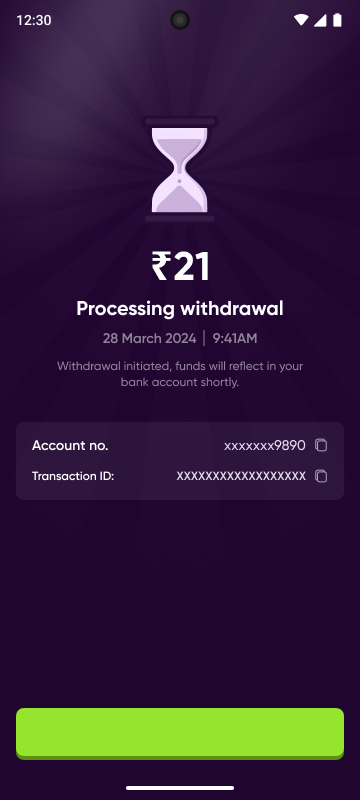 12:30
₹21
Processing withdrawal
28 March 2024 | 9:41AM
Withdrawal initiated, funds will reflect in your
bank account shortly.
Account no. xxxxxxx9890
Transaction ID: XXXXXXXXXXXXXXXXXX